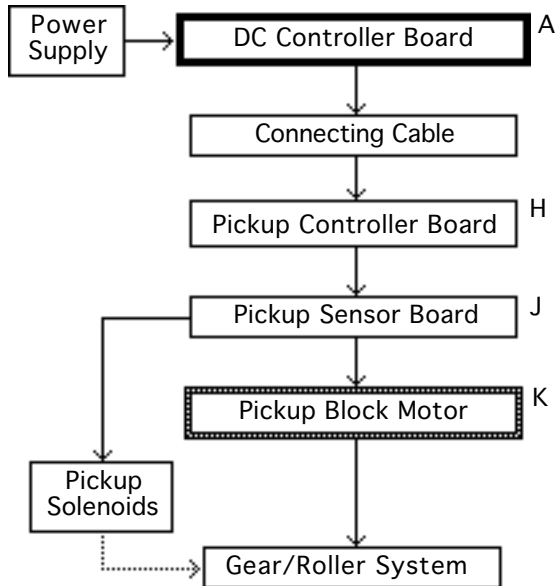 Power
Supply
DC Controller Board
A
Connecting Cable
H
Pickup Controller Board
Pickup Sensor Board
J
K
Pickup Block Motor
Pickup
Solenoids
Gear/Roller System